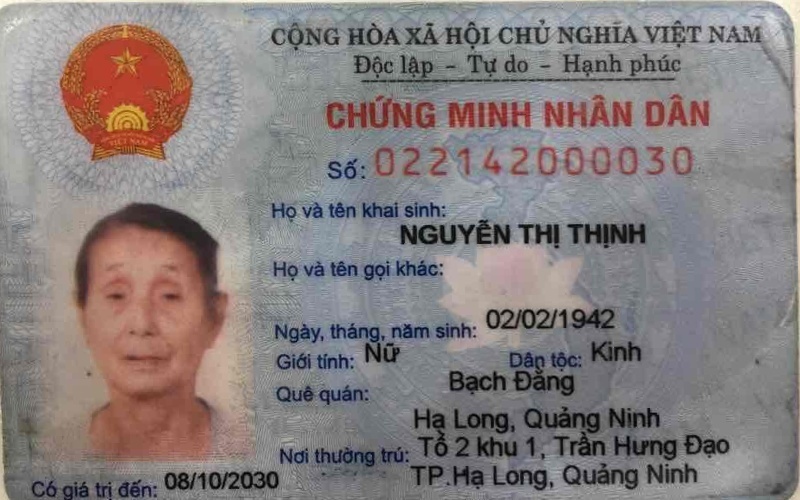 CỘNG HÒA XÃ HỘI CHỦ NGHĨA VIỆT NAM
Độc lập - Tự do - Hạnh phúc
CHỨNG MINH NHÂN DÂN
Số: 022142000030
Họ và tên khai sinh:
NGUYỄN THỊ THỊNH
Họ và tên gọi khác:
Ngày, tháng, năm sinh: 02/02/1942
Giới tính: Nữ Dân tộc: Kinh
Quê quán: Bạch Đằng
Hạ Long, Quảng Ninh
Nơi thường trú: Tổ 2 khu 1, Trần Hưng Đạo
TP.Hạ Long, Quảng Ninh
Có giá trị đến: 08/10/2030
VIỆT NAM